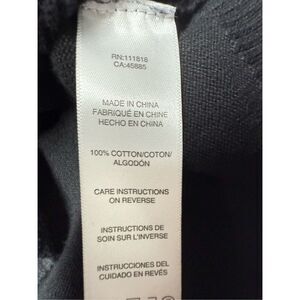 RN:111818
CA:45885
MADE IN CHINA
FABRIQUÉ EN CHINE
HECHO EN CHINA
100% COTTON/COTON/
ALGODÓN
CARE INSTRUCTIONS
ON REVERSE
INSTRUCTIONS DE
SOIN SUR L'INVERSE
INSTRUCCIONES DEL
CUIDADO EN REVÉS